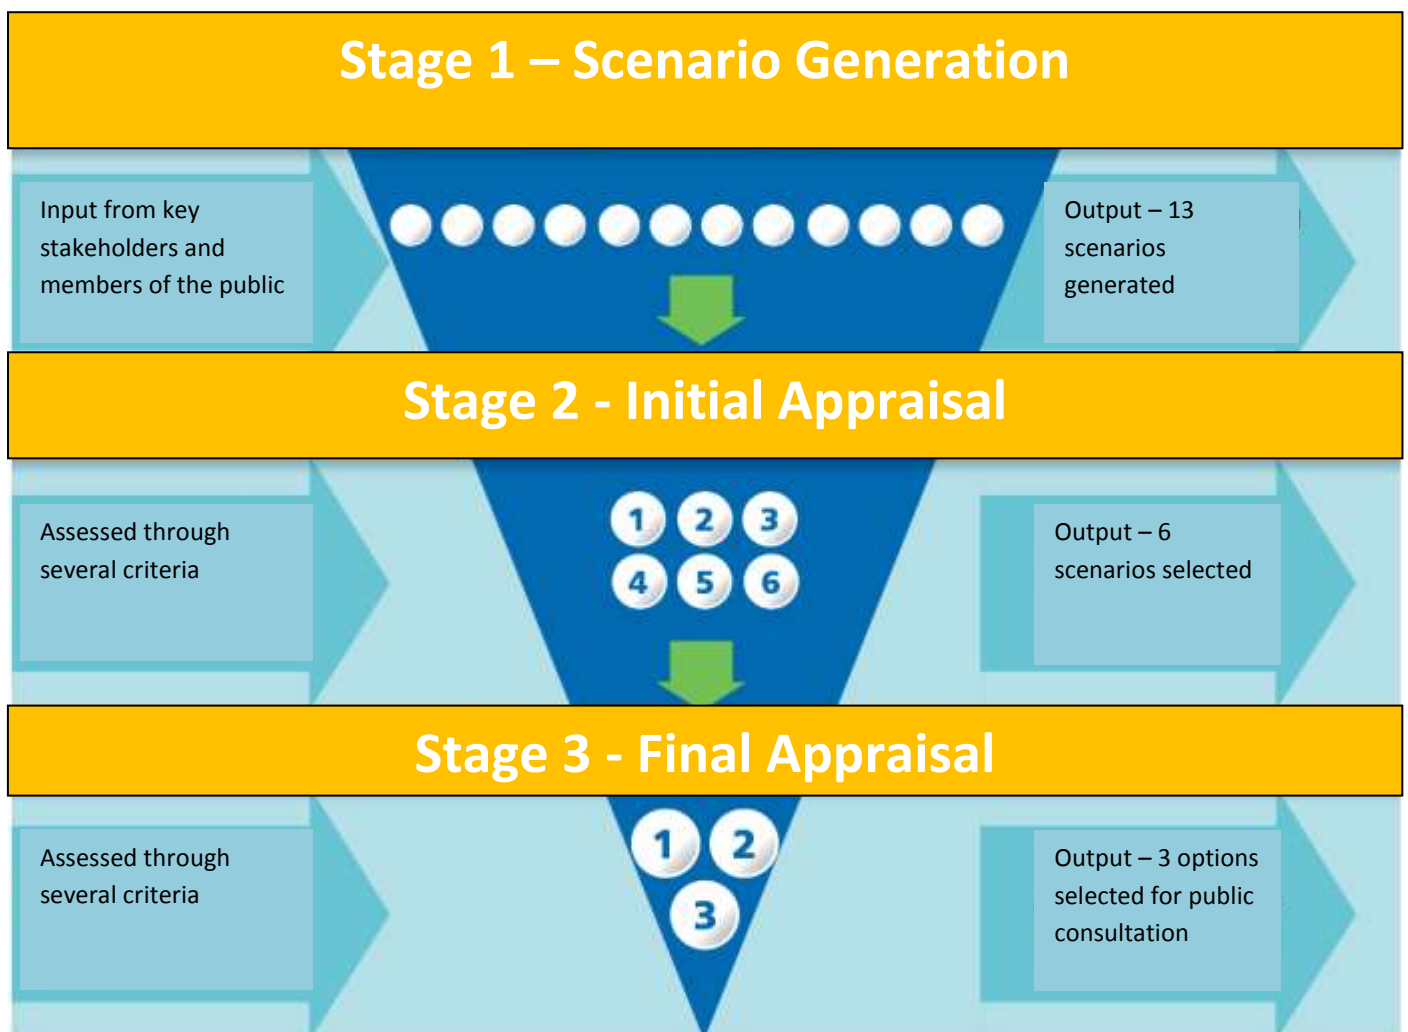 Stage 1 – Scenario Generation
Input from key
stakeholders and
members of the public
Output – 13
scenarios
generated
Stage 2 - Initial Appraisal
Assessed through
several criteria
1 2 3
4 5 6
Output – 6
scenarios selected
Stage 3 - Final Appraisal
Assessed through
several criteria
1 2
3
Output – 3 options
selected for public
consultation